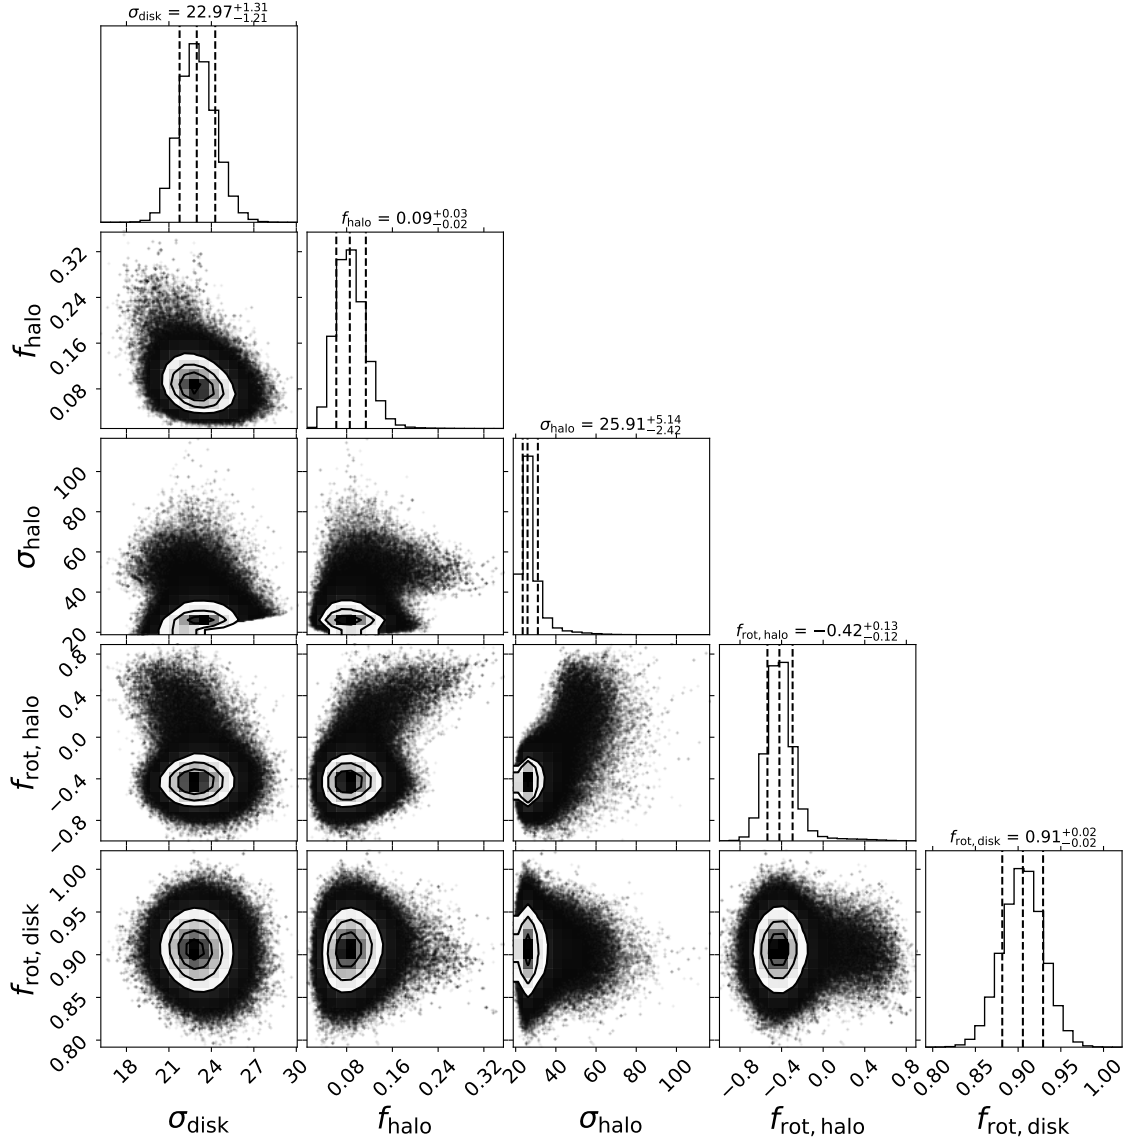 σ_disk = 22.97^{+1.31}_{−1.21}
f_halo = 0.09^{+0.03}_{−0.02}
0.32
0.24
0.16
0.08
f_halo
σ_halo = 25.91^{+5.14}_{−2.42}
100
80
60
40
20
σ_halo
f_rot, halo = −0.42^{+0.13}_{−0.12}
0.8
0.4
0.0
−0.4
−0.8
f_rot, halo
f_rot, disk = 0.91^{+0.02}_{−0.02}
1.00
0.95
0.90
0.85
0.80
f_rot, disk
18 21 24 27 30 0.08 0.16 0.24 0.32 20 40 60 80 100 −0.8 −0.4 0.0 0.4 0.8 0.80 0.85 0.90 0.95 1.00
σ_disk f_halo σ_halo f_rot, halo f_rot, disk